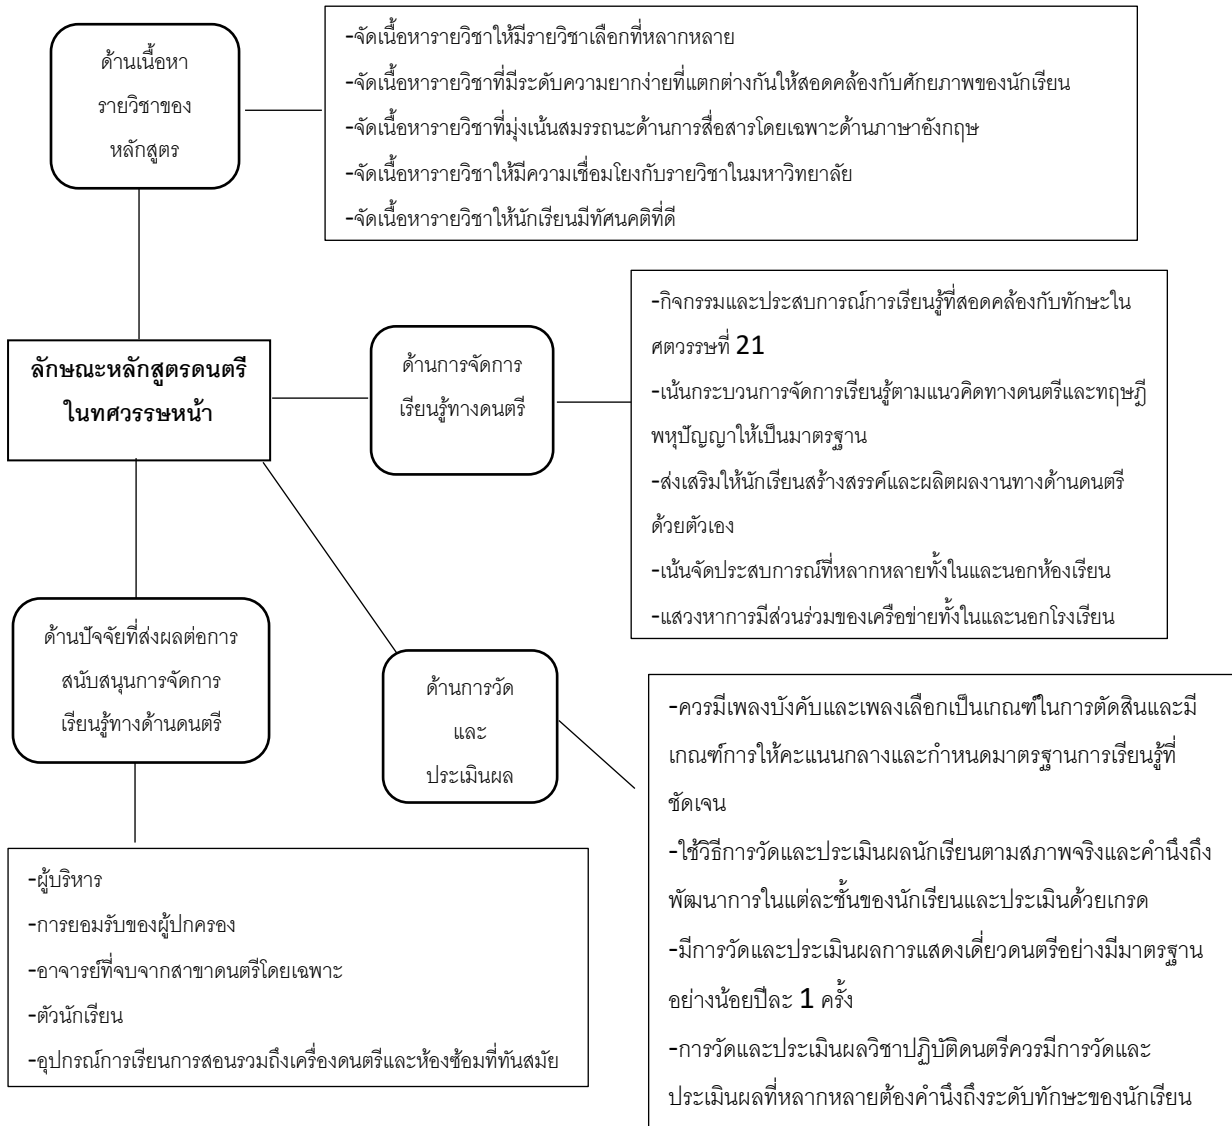 ด้านเนื้อหา
รายวิชาของ
หลักสูตร
-จัดเนื้อหารายวิชาให้มีรายวิชาเลือกที่หลากหลาย
-จัดเนื้อหารายวิชาที่มีระดับความยากง่ายที่แตกต่างกันให้สอดคล้องกับศักยภาพของนักเรียน
-จัดเนื้อหารายวิชาที่มุ่งเน้นสมรรถนะด้านการสื่อสารโดยเฉพาะด้านภาษาอังกฤษ
-จัดเนื้อหารายวิชาให้มีความเชื่อมโยงกับรายวิชาในมหาวิทยาลัย
-จัดเนื้อหารายวิชาให้นักเรียนมีทัศนคติที่ดี
ลักษณะหลักสูตรดนตรี
ในทศวรรษหน้า
ด้านการจัดการ
เรียนรู้ทางดนตรี
-กิจกรรมและประสบการณ์การเรียนรู้ที่สอดคล้องกับทักษะใน
ศตวรรษที่ 21
-เน้นกระบวนการจัดการเรียนรู้ตามแนวคิดทางดนตรีและทฤษฎี
พหุปัญญาให้เป็นมาตรฐาน
-ส่งเสริมให้นักเรียนสร้างสรรค์และผลิตผลงานทางด้านดนตรี
ด้วยตัวเอง
-เน้นจัดประสบการณ์ที่หลากหลายทั้งในและนอกห้องเรียน
-แสวงหาการมีส่วนร่วมของเครือข่ายทั้งในและนอกโรงเรียน
ด้านปัจจัยที่ส่งผลต่อการ
สนับสนุนการจัดการ
เรียนรู้ทางด้านดนตรี
ด้านการวัด
และ
ประเมินผล
-ควรมีเพลงบังคับและเพลงเลือกเป็นเกณฑ์ในการตัดสินและมี
เกณฑ์การให้คะแนนกลางและกำหนดมาตรฐานการเรียนรู้ที่
ชัดเจน
-ใช้วิธีการวัดและประเมินผลนักเรียนตามสภาพจริงและคำนึงถึง
พัฒนาการในแต่ละชั้นของนักเรียนและประเมินด้วยเกรด
-มีการวัดและประเมินผลการแสดงเดี่ยวดนตรีอย่างมีมาตรฐาน
อย่างน้อยปีละ 1 ครั้ง
-การวัดและประเมินผลวิชาปฏิบัติดนตรีควรมีการวัดและ
ประเมินผลที่หลากหลายต้องคำนึงถึงระดับทักษะของนักเรียน
-ผู้บริหาร
-การยอมรับของผู้ปกครอง
-อาจารย์ที่จบจากสาขาดนตรีโดยเฉพาะ
-ตัวนักเรียน
-อุปกรณ์การเรียนการสอนรวมถึงเครื่องดนตรีและห้องซ้อมที่ทันสมัย